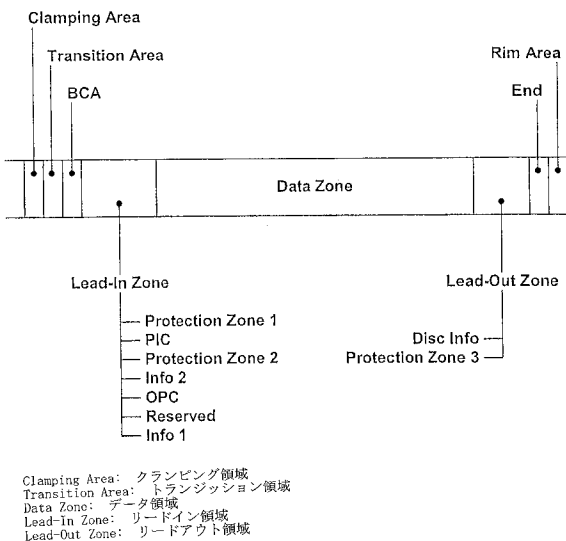 Clamping Area
Transition Area
BCA
Rim Area
End
Data Zone
Lead-In Zone
Protection Zone 1
PIC
Protection Zone 2
Info 2
OPC
Reserved
Info 1
Lead-Out Zone
Disc Info
Protection Zone 3
Clamping Area: クランピング領域
Transition Area: トランジッション領域
Data Zone: データ領域
Lead-In Zone: リードイン領域
Lead-Out Zone: リードアウト領域